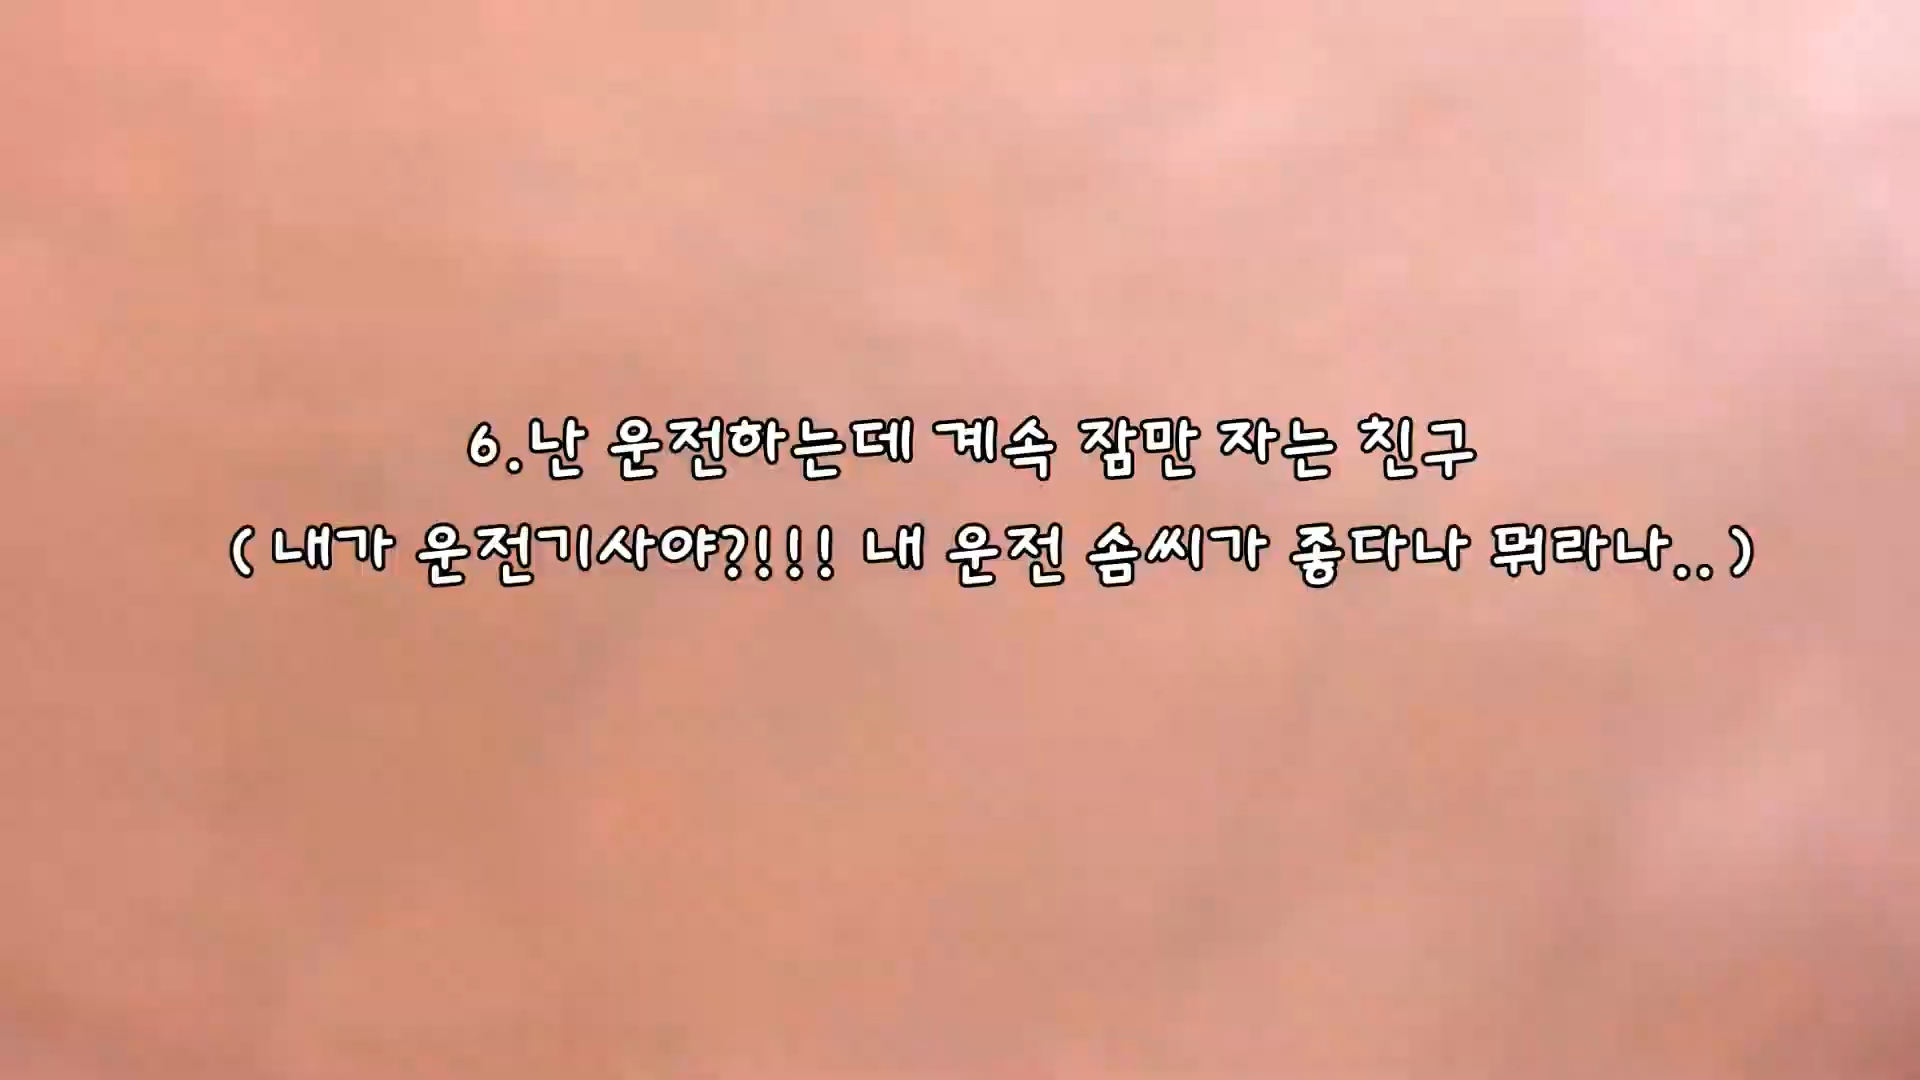 6.난 운전하는데 계속 잠만 자는 친구
( 내가 운전기사야?!!! 내 운전 솜씨가 좋다나 뭐라나.. )